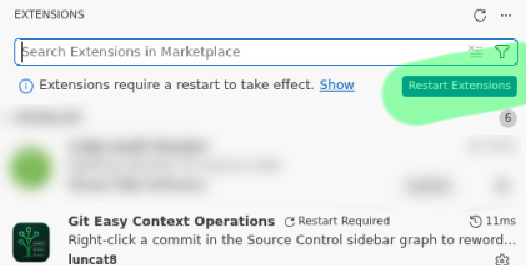 EXTENSIONS
Search Extensions in Marketplace
Extensions require a restart to take effect. Show Restart Extensions
6
Git Easy Context Operations Restart Required 11ms
Right-click a commit in the Source Control sidebar graph to reword...
luncat8